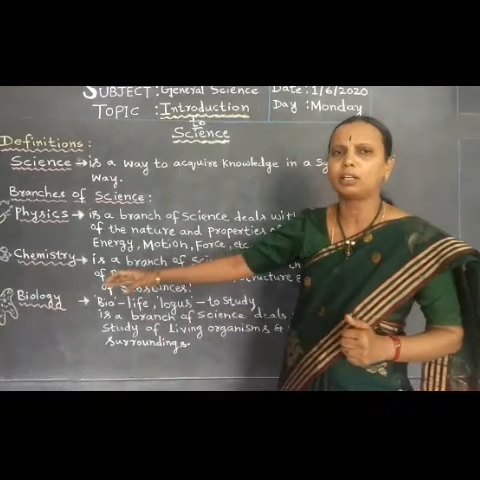 SUBJECT : General Science
Date : 1/6/2020
TOPIC : Introduction
Day : Monday
to
Science
Definitions :
Science → is a way to acquire knowledge in a
way.
Branches of Science :
Physics → is a branch of Science deals
of the nature and properties
Energy, Motion, Force, etc
Chemistry → is a branch of
of
Biology → 'Bio' - life, 'logus' - to study
is a branch of Science deals
Study of Living organisms &
surroundings.